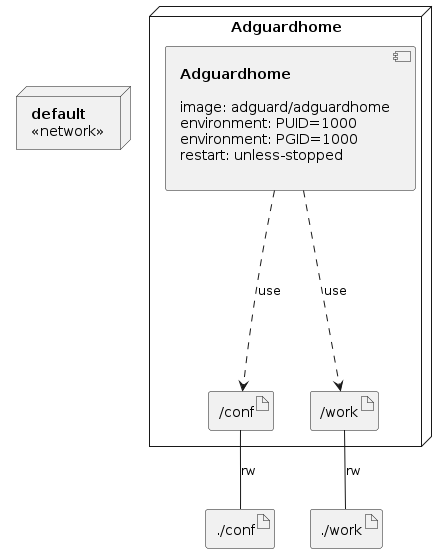 Adguardhome
Adguardhome
image: adguard/adguardhome
environment: PUID=1000
environment: PGID=1000
restart: unless-stopped
default
«network»
use
use
/conf
/work
rw
rw
./conf
./work